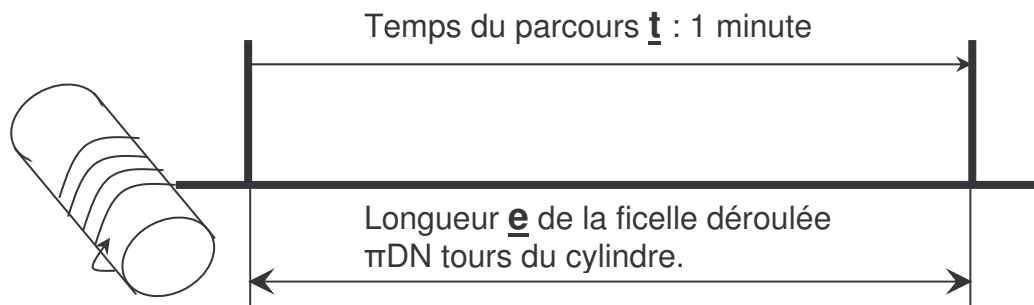 Temps du parcours t : 1 minute
Longueur e de la ficelle déroulée
πDN tours du cylindre.